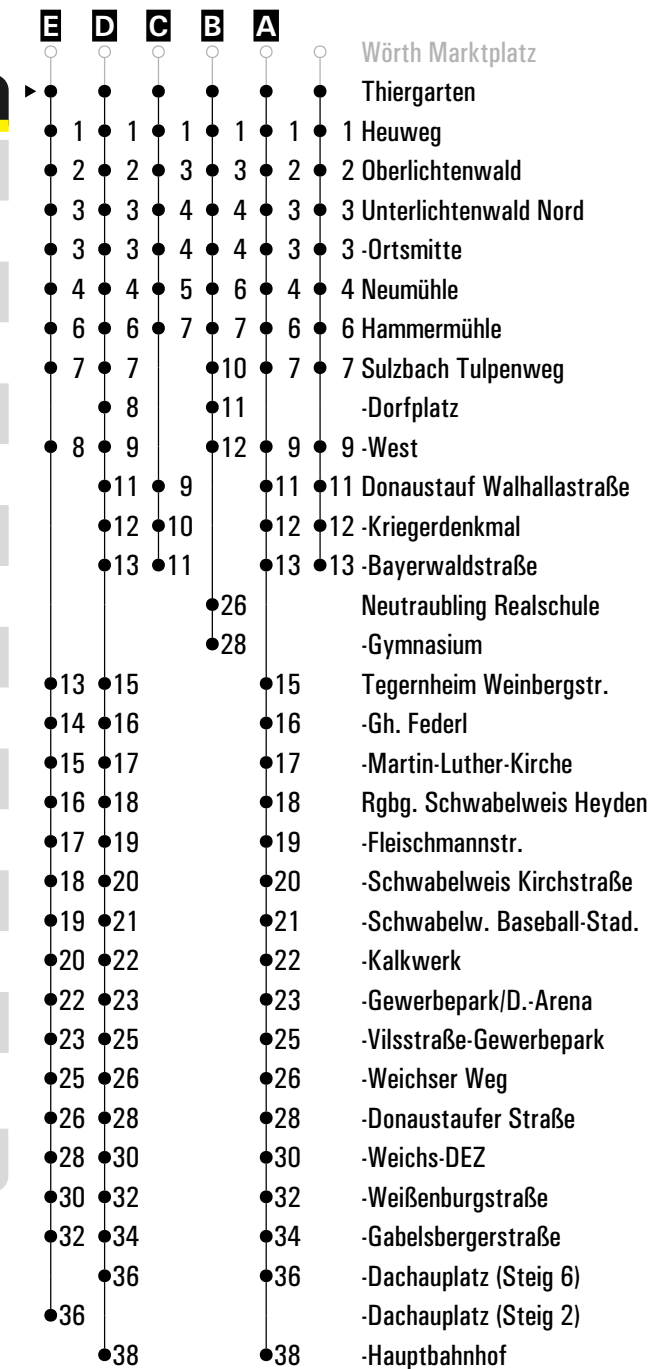 E D C B A
Wörth Marktplatz
Thiergarten
1 1 1 1 1 1 Heuweg
2 2 3 3 2 2 Oberlichtenwald
3 3 4 4 3 3 Unterlichtenwald Nord
3 3 4 4 3 3 -Ortsmitte
4 4 5 6 4 4 Neumühle
6 6 7 7 6 6 Hammermühle
7 7 10 7 7 Sulzbach Tulpenweg
8 11 -Dorfplatz
8 9 12 9 9 -West
11 9 11 11 Donaustauf Walhallastraße
12 10 12 12 -Kriegerdenkmal
13 11 13 13 -Bayerwaldstraße
26 Neutraubling Realschule
28 -Gymnasium
13 15 15 Tegernheim Weinbergstr.
14 16 16 -Gh. Federl
15 17 17 -Martin-Luther-Kirche
16 18 18 Rgbg. Schwabelweis Heyden
17 19 19 -Fleischmannstr.
18 20 20 -Schwabelweis Kirchstraße
19 21 21 -Schwabelw. Baseball-Stad.
20 22 22 -Kalkwerk
22 23 23 -Gewerbepark/D.-Arena
23 25 25 -Vilsstraße-Gewerbepark
25 26 26 -Weichser Weg
26 28 28 -Donaustaufer Straße
28 30 30 -Weichs-DEZ
30 32 32 -Weißenburgstraße
32 34 34 -Gabelsbergerstraße
36 36 -Dachauplatz (Steig 6)
36 -Dachauplatz (Steig 2)
38 38 -Hauptbahnhof